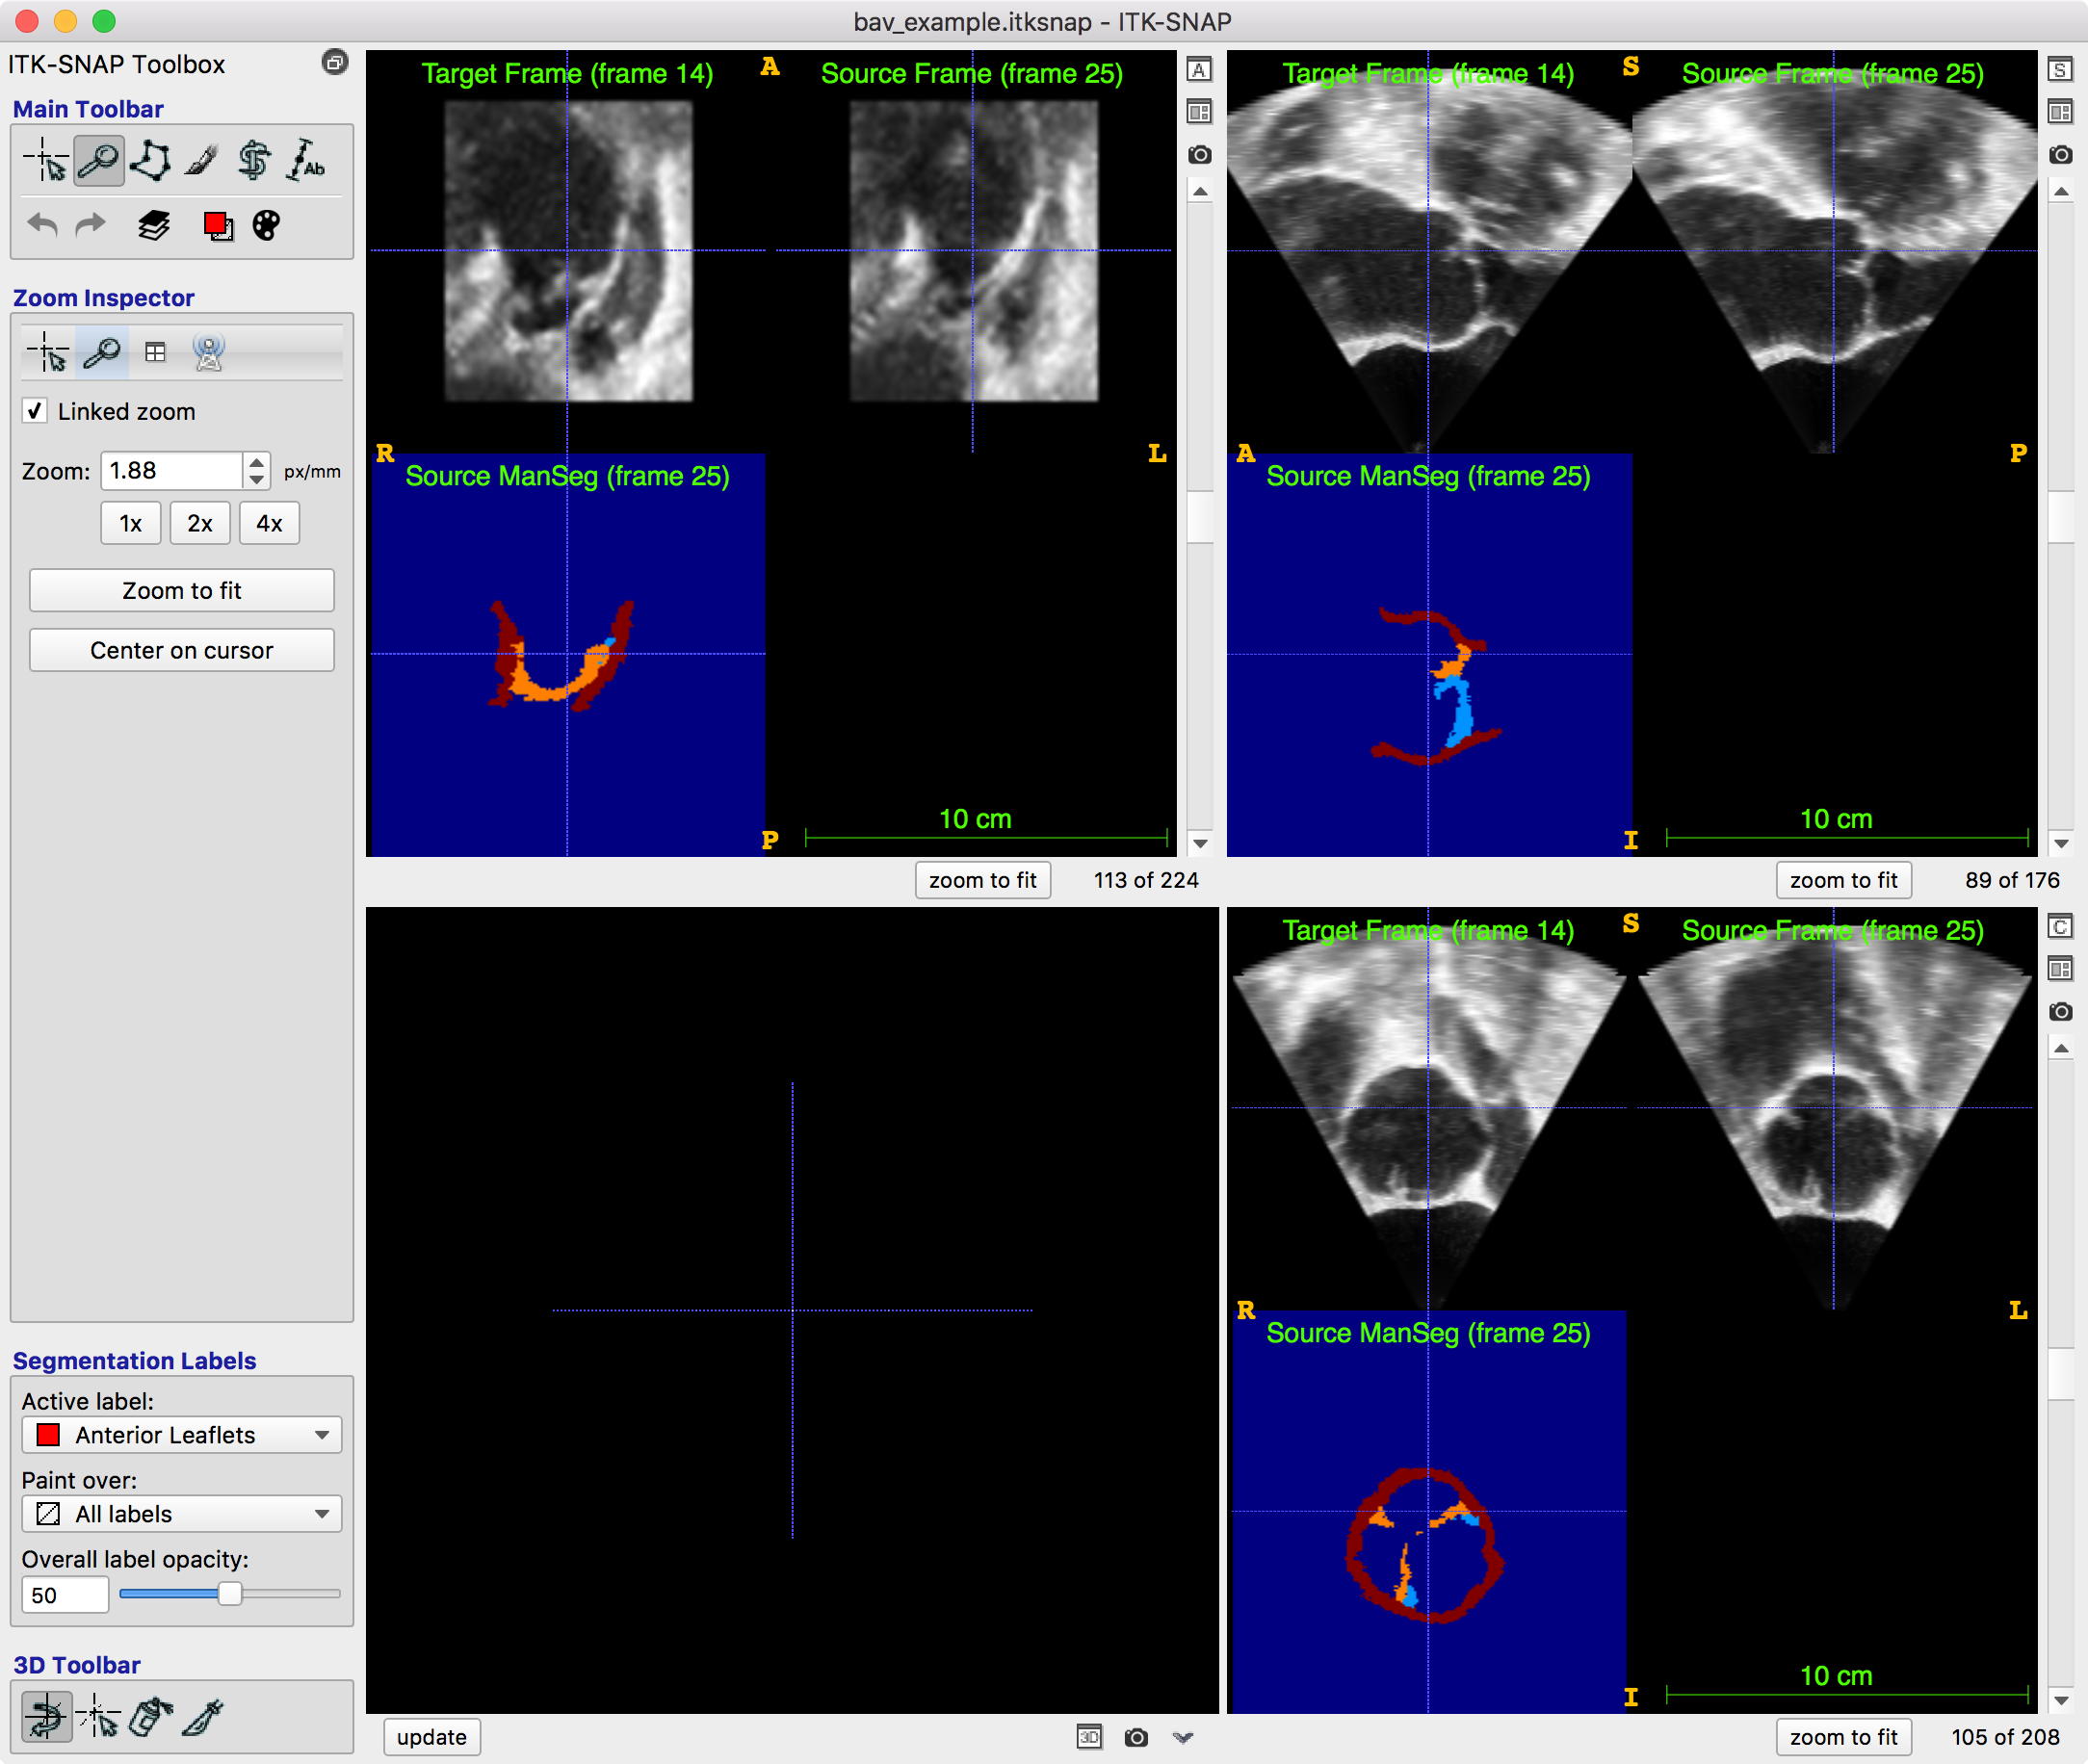 bav_example.itksnap - ITK-SNAP
ITK-SNAP Toolbox
Main Toolbar
Ab
Zoom Inspector
Linked zoom
Zoom: 1.88 px/mm
1x 2x 4x
Zoom to fit
Center on cursor
Segmentation Labels
Active label:
Anterior Leaflets
Paint over:
All labels
Overall label opacity:
50
3D Toolbar
Target Frame (frame 14) A Source Frame (frame 25) A
R L
Source ManSeg (frame 25)
10 cm
P
zoom to fit 113 of 224
Target Frame (frame 14) S Source Frame (frame 25) S
A P
Source ManSeg (frame 25)
10 cm
I
zoom to fit 89 of 176
update 3D
Target Frame (frame 14) S Source Frame (frame 25) C
R L
Source ManSeg (frame 25)
10 cm
I
zoom to fit 105 of 208